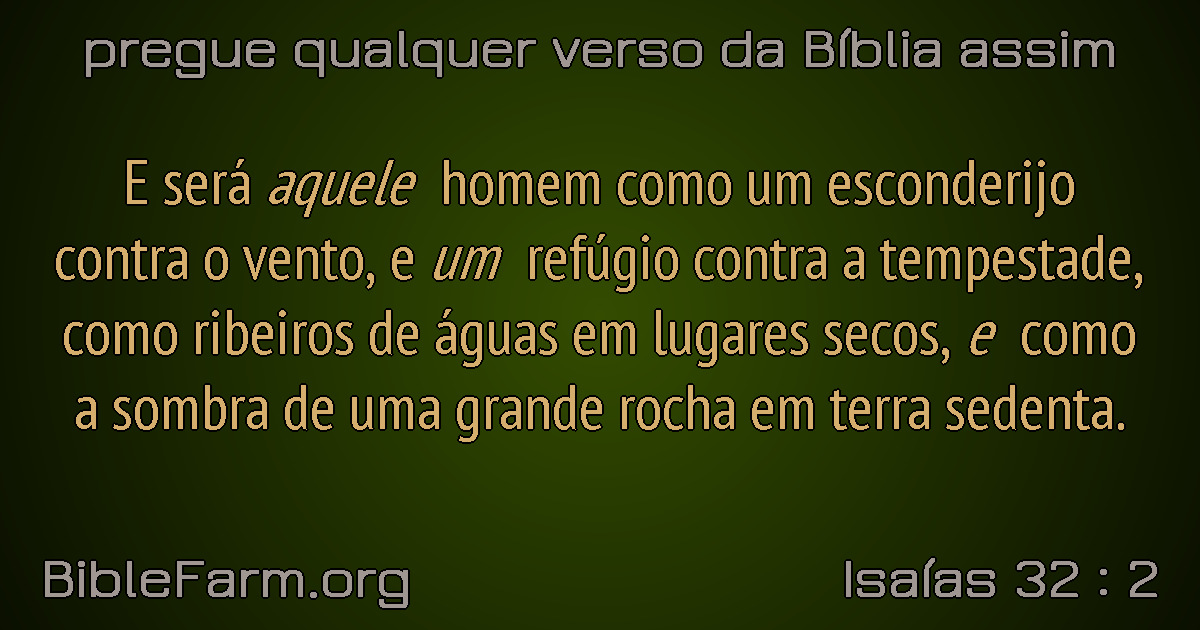 pregue qualquer verso da Bíblia assim
E será aquele homem como um esconderijo
contra o vento, e um refúgio contra a tempestade,
como ribeiros de águas em lugares secos, e como
a sombra de uma grande rocha em terra sedenta.
BibleFarm.org
Isaías 32 : 2